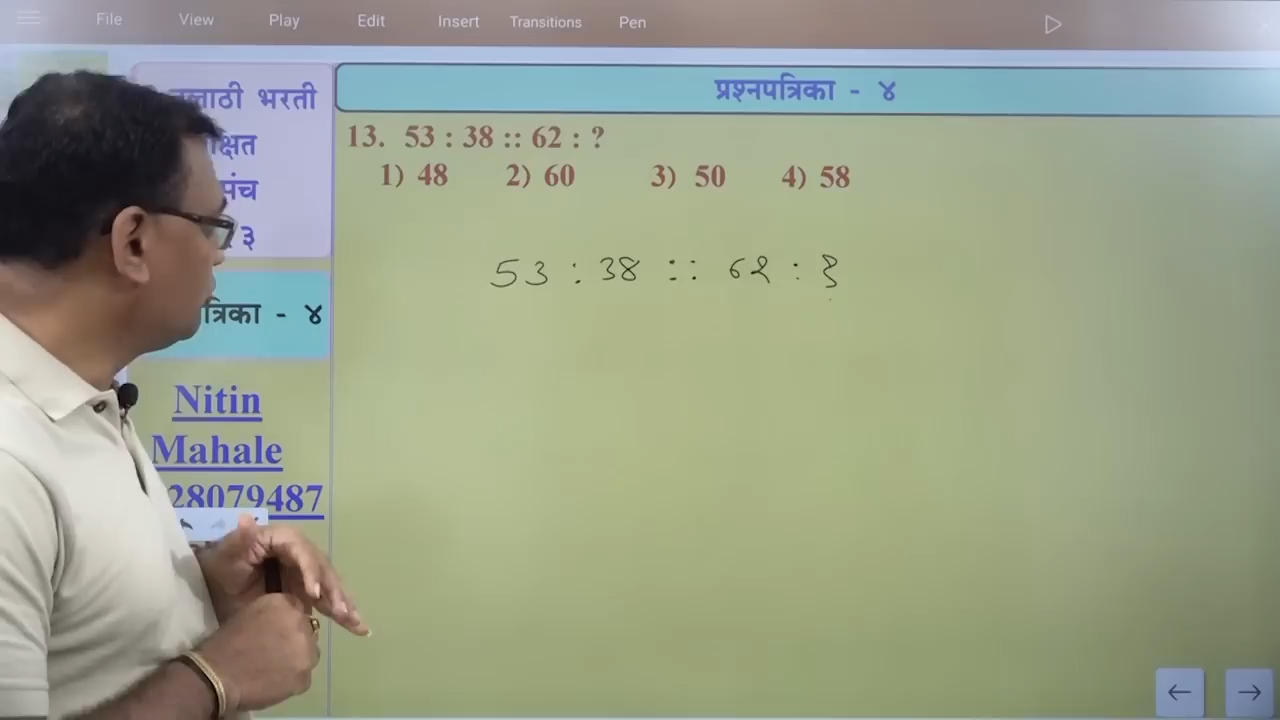 File View Play Edit Insert Transitions Pen
भरती
प्रश्नपत्रिका - ४
13. 53 : 38 :: 62 : ?
1) 48 2) 60 3) 50 4) 58
53 : 38 :: 62 : ?
- ४
Nitin
Mahale
28079487